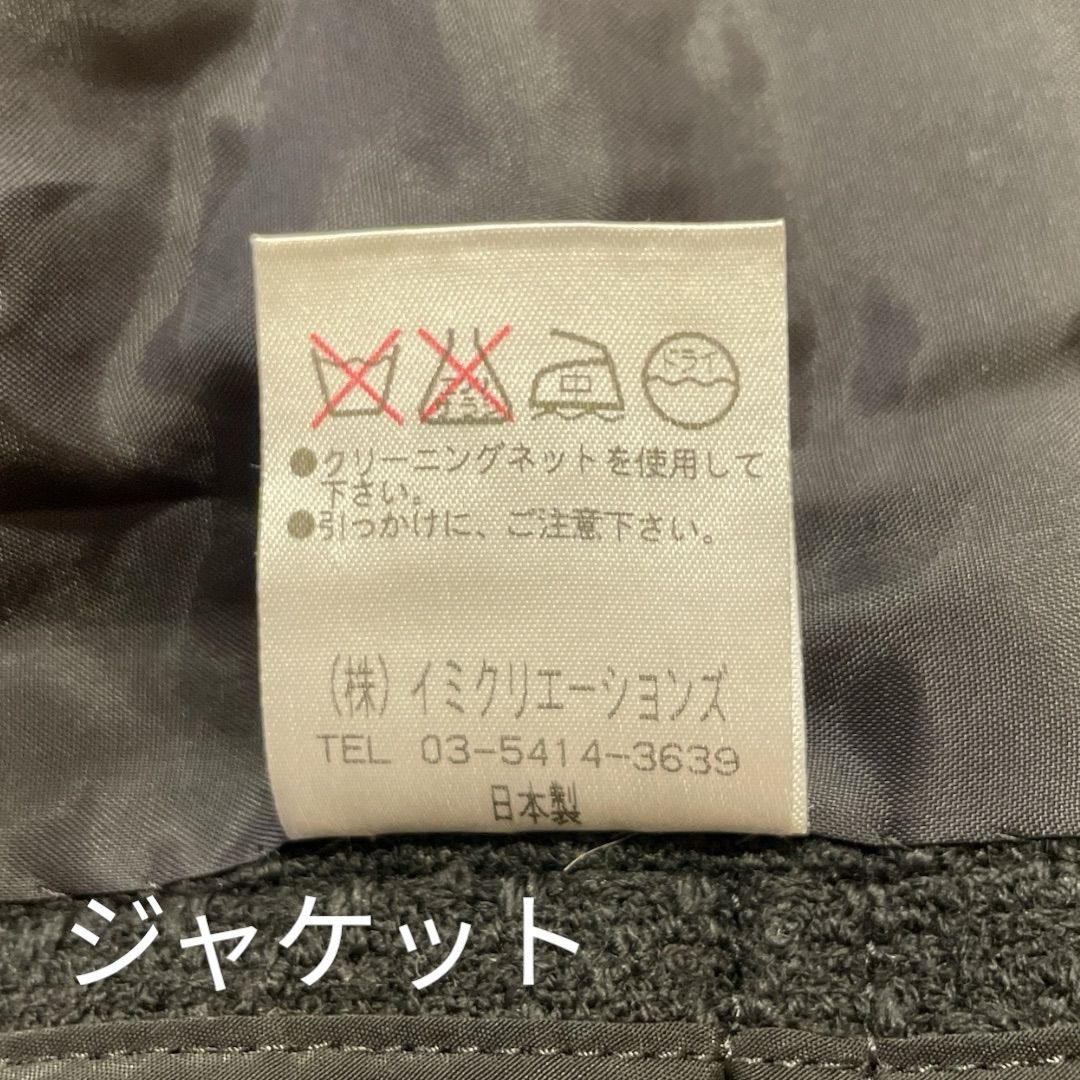 中
ドライ
●クリーニングネットを使用して
下さい。
●引っかけに、ご注意下さい。
(株)イミクリエーションズ
TEL 03-5414-3639
日本製
ジャケット